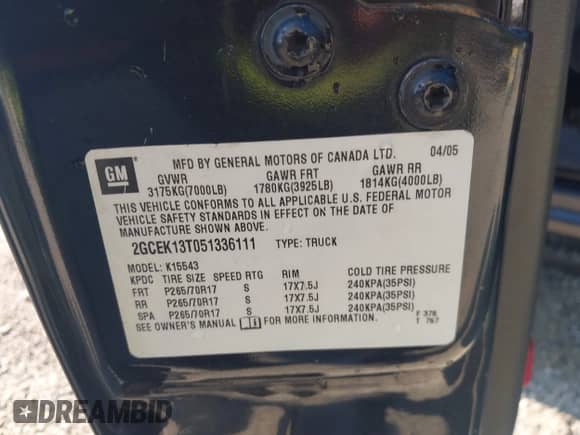 GM
MFD BY GENERAL MOTORS OF CANADA LTD. 04/05
GVWR GAWR FRT GAWR RR
3175KG(7000LB) 1780KG(3925LB) 1814KG(4000LB)
THIS VEHICLE CONFORMS TO ALL APPLICABLE U.S. FEDERAL MOTOR
VEHICLE SAFETY STANDARDS IN EFFECT ON THE DATE OF
MANUFACTURE SHOWN ABOVE.
2GCEK13T051336111 TYPE: TRUCK
MODEL: K15543
KPDC TIRE SIZE SPEED RTG RIM COLD TIRE PRESSURE
FRT P265/70R17 S 17X7.5J 240KPA(35PSI)
RR P265/70R17 S 17X7.5J 240KPA(35PSI)
SPA P265/70R17 S 17X7.5J 240KPA(35PSI)
SEE OWNER'S MANUAL FOR MORE INFORMATION.
F 376
T 767
DREAMBID